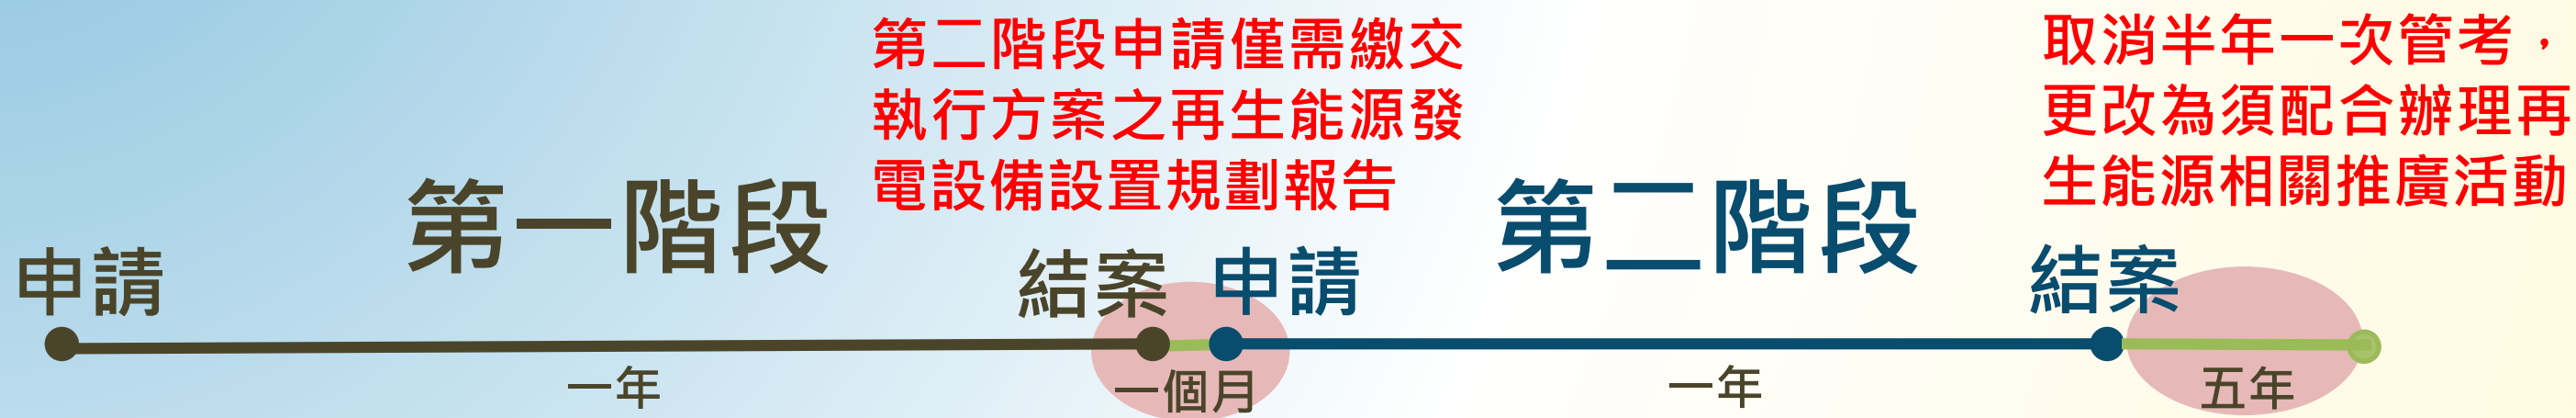 第二階段申請僅需繳交
執行方案之再生能源發
電設備設置規劃報告
取消半年一次管考，
更改為須配合辦理再
生能源相關推廣活動
第一階段
第二階段
申請
結案
申請
結案
一年
一個月
一年
五年